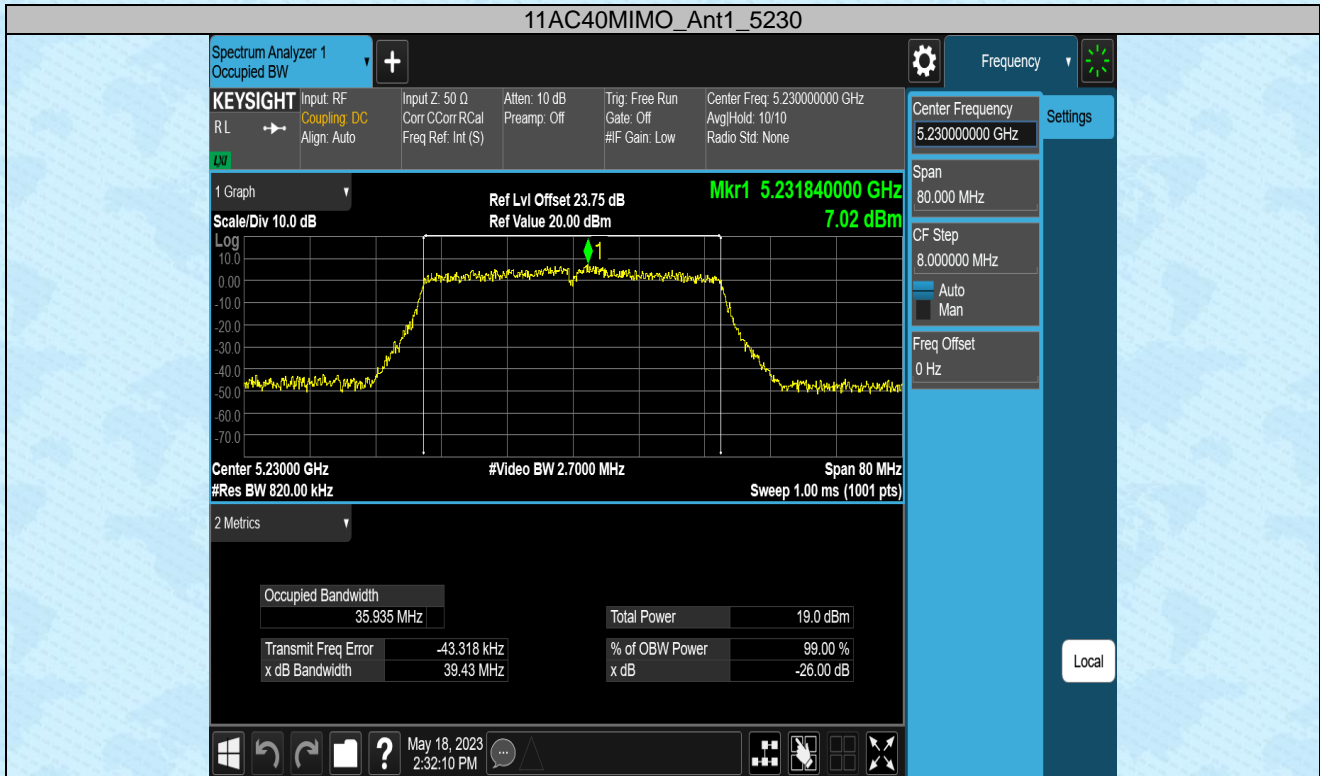 11AC40MIMO_Ant1_5230
Spectrum Analyzer 1
Occupied BW
+
Frequency
KEYSIGHT
R L
LXI
Input: RF
Coupling: DC
Align: Auto
Input Z: 50 Ω
Corr CCorr RCal
Freq Ref: Int (S)
Atten: 10 dB
Preamp: Off
Trig: Free Run
Gate: Off
#IF Gain: Low
Center Freq: 5.230000000 GHz
Avg|Hold: 10/10
Radio Std: None
Center Frequency
5.230000000 GHz
Settings
Span
80.000 MHz
CF Step
8.000000 MHz
Auto
Man
Freq Offset
0 Hz
Local
1 Graph
Scale/Div 10.0 dB
Ref Lvl Offset 23.75 dB
Ref Value 20.00 dBm
Mkr1 5.231840000 GHz
7.02 dBm
Log
10.0
0.00
-10.0
-20.0
-30.0
-40.0
-50.0
-60.0
-70.0
1
Center 5.23000 GHz
#Video BW 2.7000 MHz
Span 80 MHz
#Res BW 820.00 kHz
Sweep 1.00 ms (1001 pts)
2 Metrics
Occupied Bandwidth
35.935 MHz
Total Power 19.0 dBm
Transmit Freq Error -43.318 kHz
% of OBW Power 99.00 %
x dB Bandwidth 39.43 MHz
x dB -26.00 dB
?
May 18, 2023
2:32:10 PM